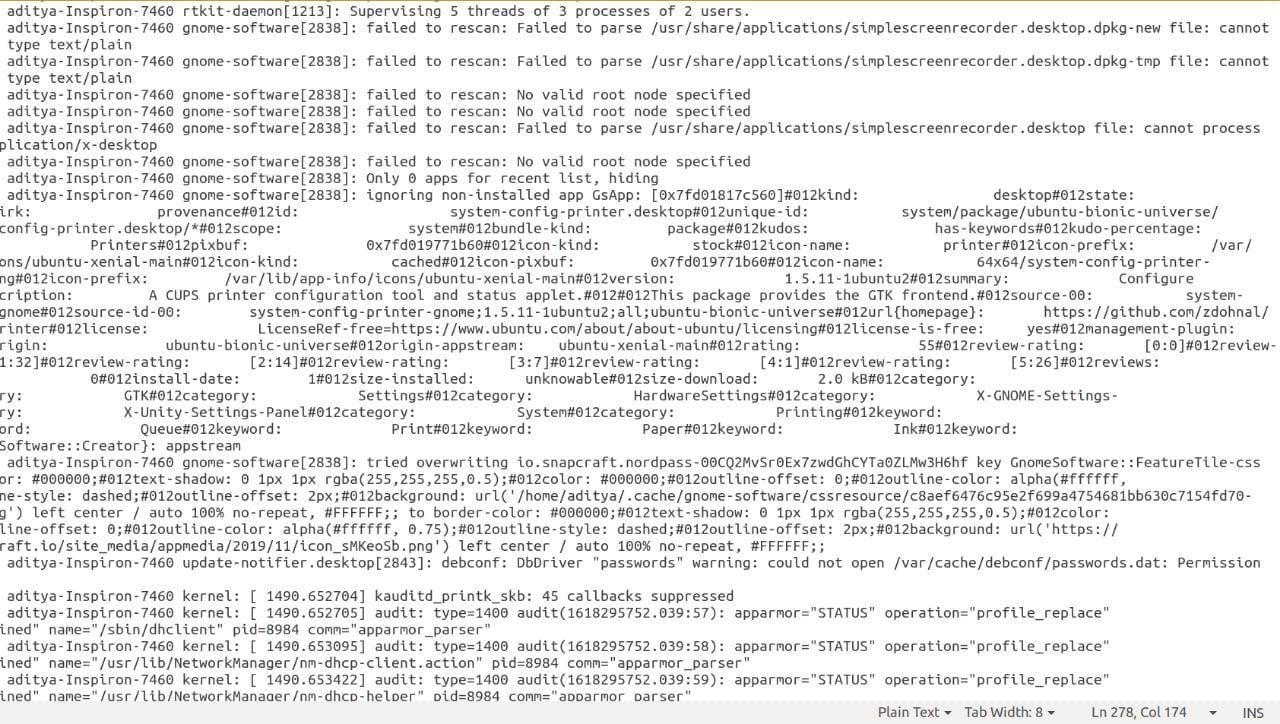 aditya-Inspiron-7460 rtkit-daemon[1213]: Supervising 5 threads of 3 processes of 2 users.
aditya-Inspiron-7460 gnome-software[2838]: failed to rescan: Failed to parse /usr/share/applications/simplescreenrecorder.desktop.dpkg-new file: cannot
type text/plain
aditya-Inspiron-7460 gnome-software[2838]: failed to rescan: Failed to parse /usr/share/applications/simplescreenrecorder.desktop.dpkg-tmp file: cannot
type text/plain
aditya-Inspiron-7460 gnome-software[2838]: failed to rescan: No valid root node specified
aditya-Inspiron-7460 gnome-software[2838]: failed to rescan: No valid root node specified
aditya-Inspiron-7460 gnome-software[2838]: failed to rescan: Failed to parse /usr/share/applications/simplescreenrecorder.desktop file: cannot process
plication/x-desktop
aditya-Inspiron-7460 gnome-software[2838]: failed to rescan: No valid root node specified
aditya-Inspiron-7460 gnome-software[2838]: Only 0 apps for recent list, hiding
aditya-Inspiron-7460 gnome-software[2838]: ignoring non-installed app GsApp: [0x7fd01817c560]#012kind: desktop#012state:
irk: provenance#012id: system-config-printer.desktop#012unique-id: system/package/ubuntu-bionic-universe/
config-printer.desktop/*#012scope: system#012bundle-kind: package#012kudos: has-keywords#012kudo-percentage:
Printers#012pixbuf: 0x7fd019771b60#012icon-kind: stock#012icon-name: printer#012icon-prefix: /var/
ons/ubuntu-xenial-main#012icon-kind: cached#012icon-pixbuf: 0x7fd019771b60#012icon-name: 64x64/system-config-printer-
ng#012icon-prefix: /var/lib/app-info/icons/ubuntu-xenial-main#012version: 1.5.11-1ubuntu2#012summary: Configure
cription: A CUPS printer configuration tool and status applet.#012#012This package provides the GTK frontend.#012source-00: system-
gnome#012source-id-00: system-config-printer-gnome;1.5.11-1ubuntu2;all;ubuntu-bionic-universe#012url{homepage}: https://github.com/zdohnal/
rinter#012license: LicenseRef-free=https://www.ubuntu.com/about/about-ubuntu/licensing#012license-is-free: yes#012management-plugin:
rigin: ubuntu-bionic-universe#012origin-appstream: ubuntu-xenial-main#012rating: 55#012review-rating: [0:0]#012review-
1:32]#012review-rating: [2:14]#012review-rating: [3:7]#012review-rating: [4:1]#012review-rating: [5:26]#012reviews:
0#012install-date: 1#012size-installed: unknowable#012size-download: 2.0 kB#012category:
ry: GTK#012category: Settings#012category: HardwareSettings#012category: X-GNOME-Settings-
ry: X-Unity-Settings-Panel#012category: System#012category: Printing#012keyword:
ord: Queue#012keyword: Print#012keyword: Paper#012keyword: Ink#012keyword:
Software::Creator}: appstream
aditya-Inspiron-7460 gnome-software[2838]: tried overwriting io.snapcraft.nordpass-00CQ2MvSr0Ex7zwdGhCYTa0ZLMw3H6hf key GnomeSoftware::FeatureTile-css
or: #000000;#012text-shadow: 0 1px 1px rgba(255,255,255,0.5);#012color: #000000;#012outline-offset: 0;#012outline-color: alpha(#ffffff,
ne-style: dashed;#012outline-offset: 2px;#012background: url('/home/aditya/.cache/gnome-software/cssresource/c8aef6476c95e2f699a4754681bb630c7154fd70-
g') left center / auto 100% no-repeat, #FFFFFF;; to border-color: #000000;#012text-shadow: 0 1px 1px rgba(255,255,255,0.5);#012color:
line-offset: 0;#012outline-color: alpha(#ffffff, 0.75);#012outline-style: dashed;#012outline-offset: 2px;#012background: url('https://
raft.io/site_media/appmedia/2019/11/icon_sMKeoSb.png') left center / auto 100% no-repeat, #FFFFFF;;
aditya-Inspiron-7460 update-notifier.desktop[2843]: debconf: DbDriver "passwords" warning: could not open /var/cache/debconf/passwords.dat: Permission
aditya-Inspiron-7460 kernel: [ 1490.652704] kauditd_printk_skb: 45 callbacks suppressed
aditya-Inspiron-7460 kernel: [ 1490.652705] audit: type=1400 audit(1618295752.039:57): apparmor="STATUS" operation="profile_replace"
ined" name="/sbin/dhclient" pid=8984 comm="apparmor_parser"
aditya-Inspiron-7460 kernel: [ 1490.653095] audit: type=1400 audit(1618295752.039:58): apparmor="STATUS" operation="profile_replace"
ined" name="/usr/lib/NetworkManager/nm-dhcp-client.action" pid=8984 comm="apparmor_parser"
aditya-Inspiron-7460 kernel: [ 1490.653422] audit: type=1400 audit(1618295752.039:59): apparmor="STATUS" operation="profile_replace"
ined" name="/usr/lib/NetworkManager/nm-dhcp-helper" pid=8984 comm="apparmor_parser"
Plain Text Tab Width: 8 Ln 278, Col 174 INS